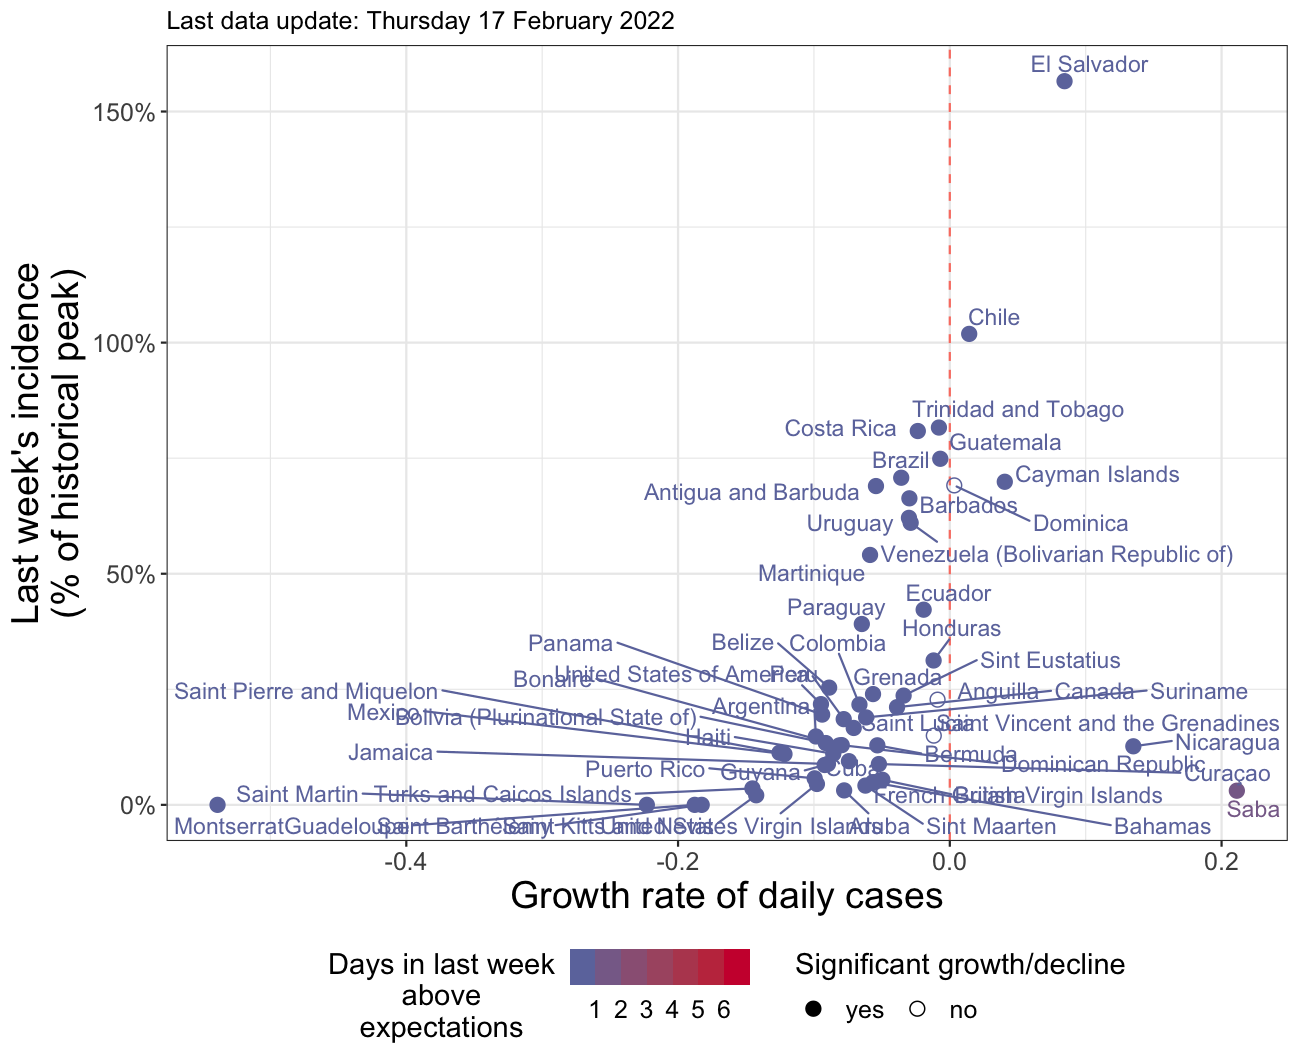 Last data update: Thursday 17 February 2022
El Salvador
150%
Chile
100%
Trinidad and Tobago
Costa Rica
Guatemala
Brazil
Cayman Islands
Antigua and Barbuda
Barbados
Uruguay
Dominica
Venezuela (Bolivarian Republic of)
50%
Martinique
Ecuador
Paraguay
Honduras
Panama
Belize
Colombia
Sint Eustatius
United States of America
Peru
Grenada
Bonaire
Saint Pierre and Miquelon
Anguilla
Canada
Suriname
Mexico
Bolivia (Plurinational State of)
Argentina
Saint Lucia
Saint Vincent and the Grenadines
Haiti
Nicaragua
Jamaica
Bermuda
Dominican Republic
Puerto Rico
Guyana
Cuba
Curaçao
Saint Martin
Turks and Caicos Islands
French Guiana
British Virgin Islands
0%
Saba
Montserrat
Guadeloupe
Saint Barthelemy
Saint Kitts and Nevis
United States Virgin Islands
Aruba
Sint Maarten
Bahamas
-0.4
-0.2
0.0
0.2
Growth rate of daily cases
Last week's incidence
(% of historical peak)
Days in last week
above
expectations
1 2 3 4 5 6
Significant growth/decline
yes
no